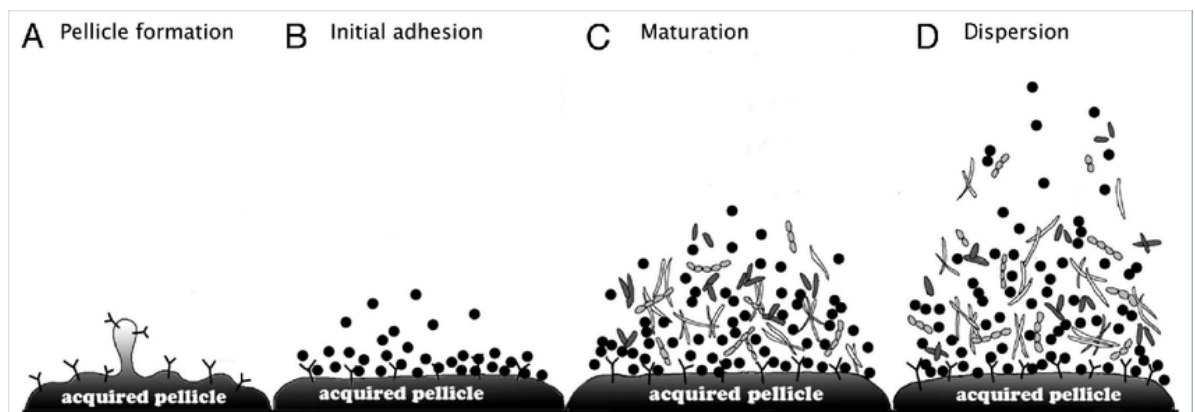 A Pellicle formation
B Initial adhesion
C Maturation
D Dispersion
acquired pellicle
acquired pellicle
acquired pellicle
acquired pellicle